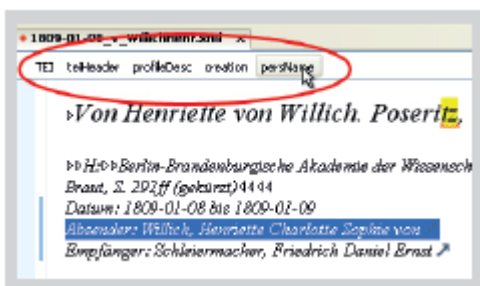 1809-01-08_v_Willichhenr.xml
TEI teiHeader profileDesc creation persName
Von Henriette von Willich. Poseritz,
H: Berlin-Brandenburgische Akademie der Wissensch
Braut, S. 292ff (gekürzt)
Datum: 1809-01-08 bis 1809-01-09
Absender: Willich, Henriette Charlotte Sophie von
Empfänger: Schleiermacher, Friedrich Daniel Ernst